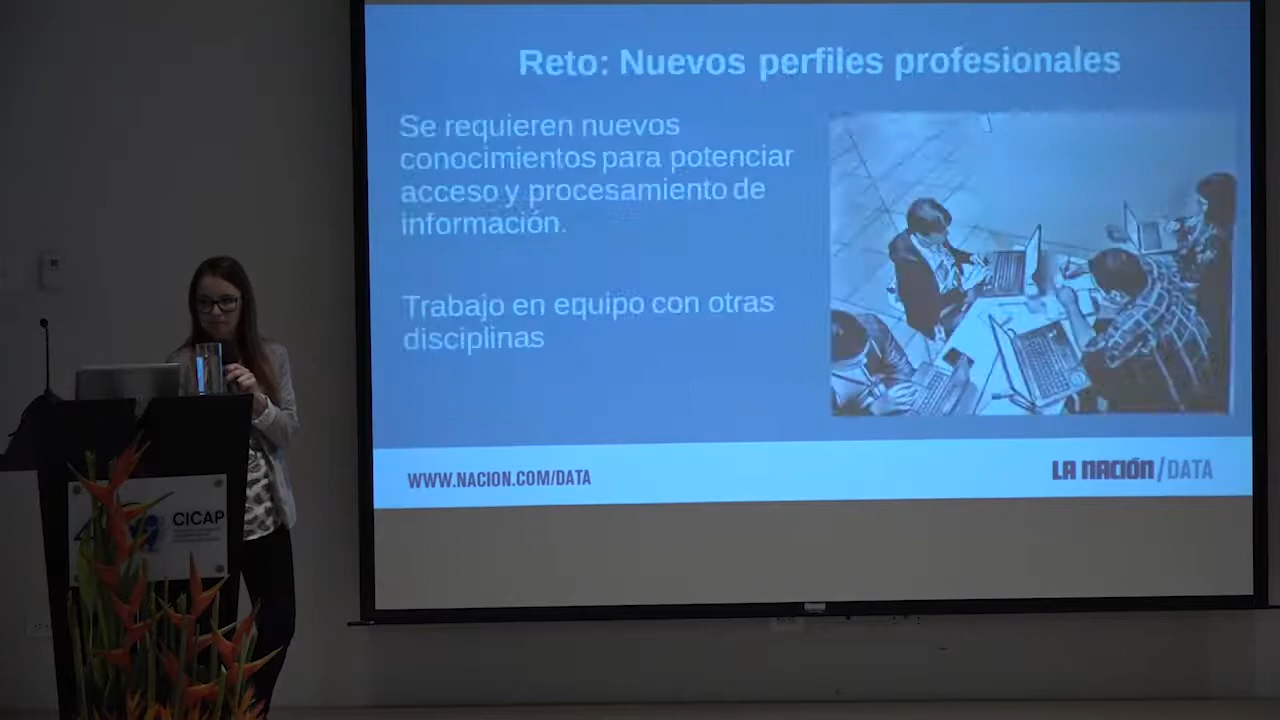 Reto: Nuevos perfiles profesionales
Se requieren nuevos
conocimientos para potenciar
acceso y procesamiento de
información.
Trabajo en equipo con otras
disciplinas
WWW.NACION.COM/DATA
LA NACIÓN/DATA
CICAP